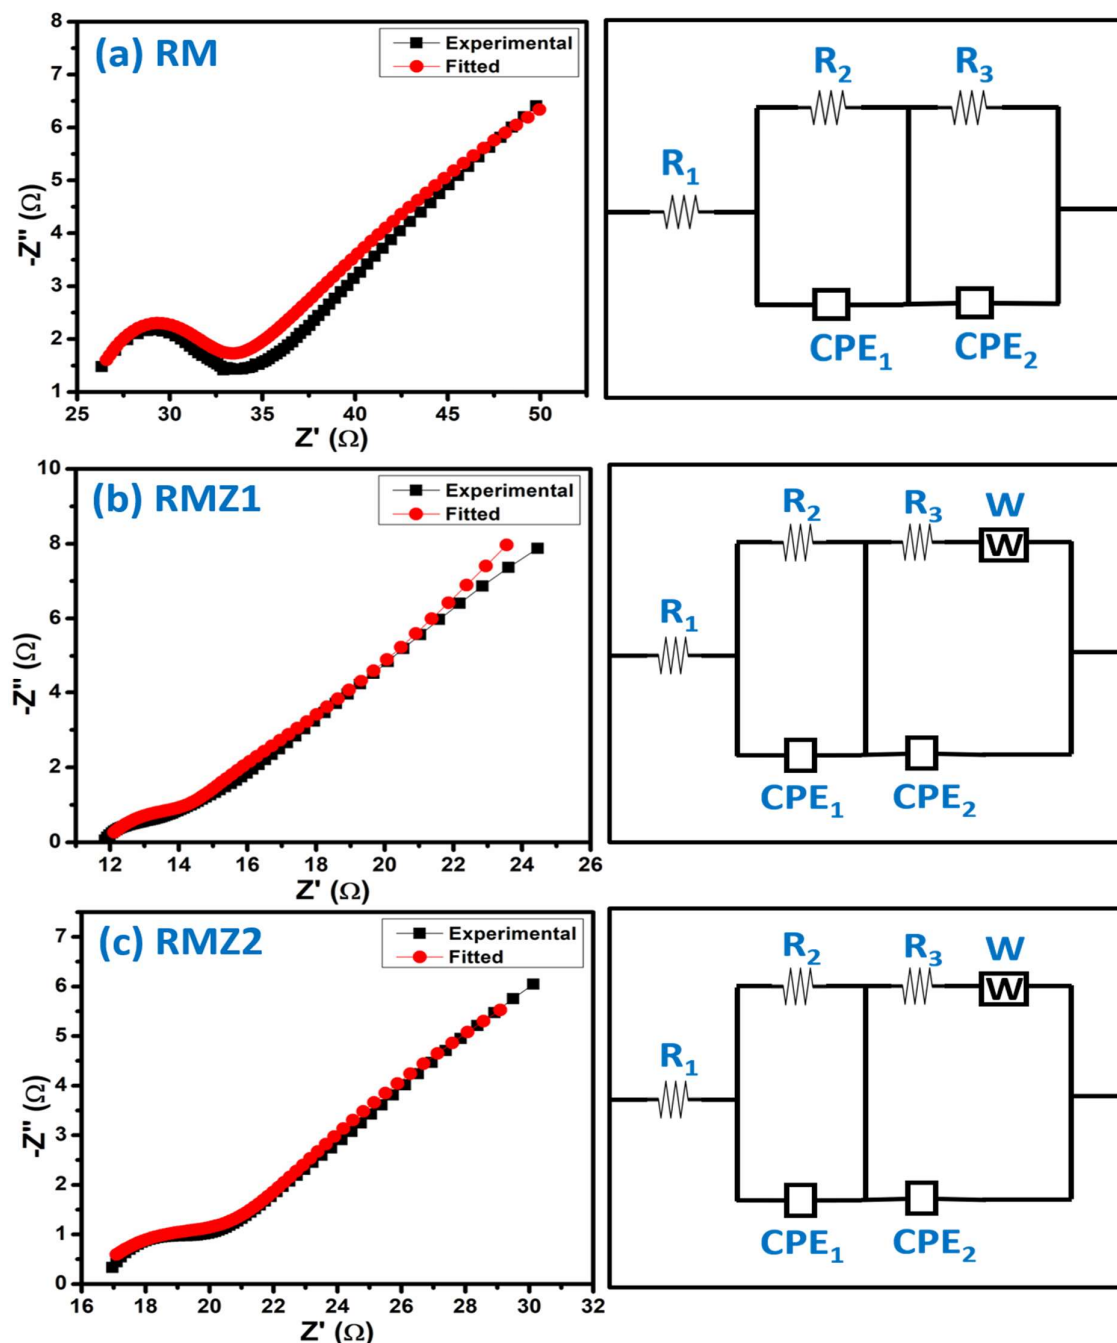 (a) RM
Experimental
Fitted
8
7
6
5
4
3
2
1
-Z" (Ω)
25 30 35 40 45 50
Z' (Ω)
R₂ R₃
R₁
CPE₁ CPE₂
(b) RMZ1
Experimental
Fitted
10
8
6
4
2
0
-Z" (Ω)
12 14 16 18 20 22 24 26
Z' (Ω)
R₂ R₃ W
W
R₁
CPE₁ CPE₂
(c) RMZ2
Experimental
Fitted
7
6
5
4
3
2
1
0
-Z" (Ω)
16 18 20 22 24 26 28 30 32
Z' (Ω)
R₂ R₃ W
W
R₁
CPE₁ CPE₂